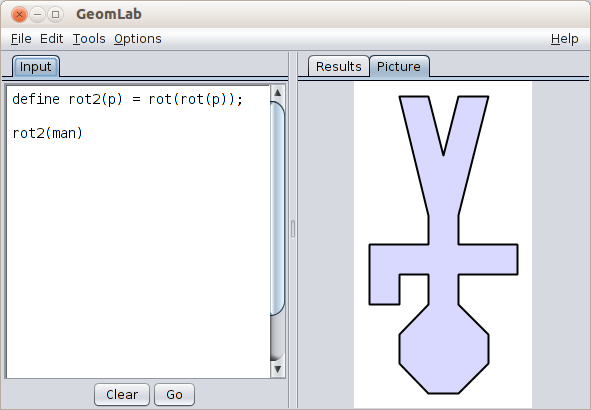 GeomLab
File Edit Tools Options Help
Input Results Picture
define rot2(p) = rot(rot(p));
rot2(man)
Clear Go